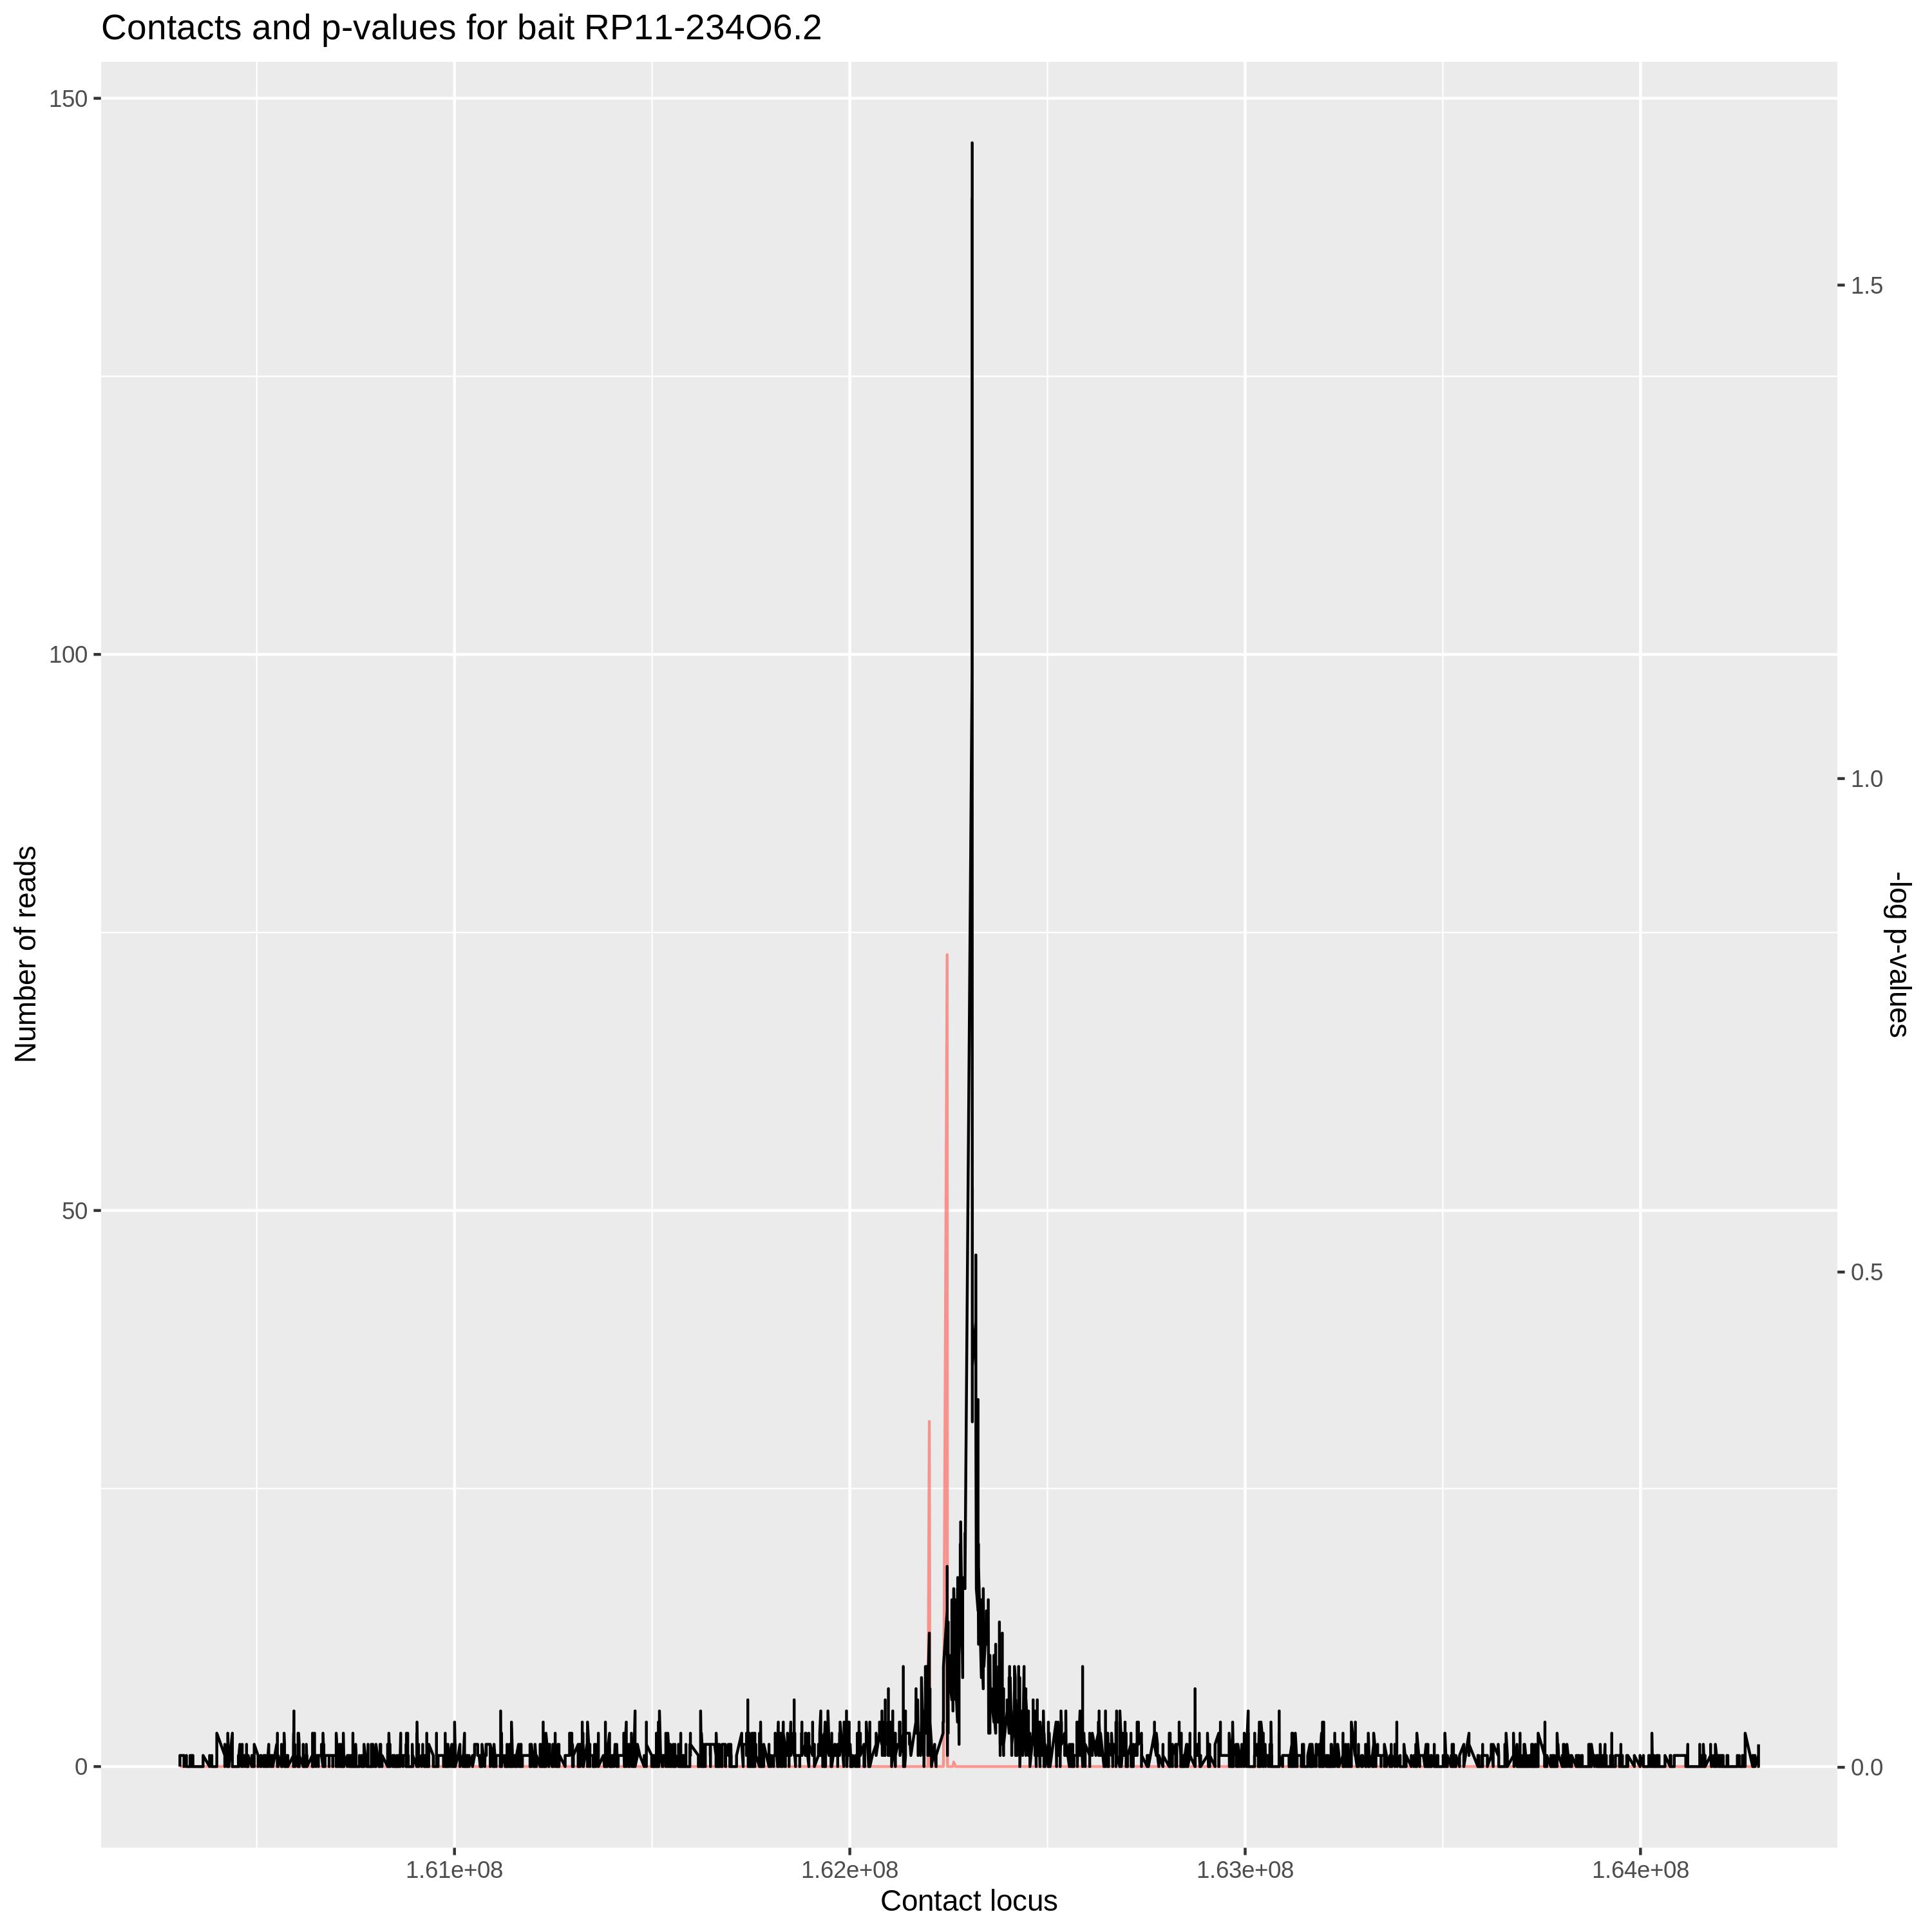 Contacts and p-values for bait RP11-234O6.2
150
100
50
0
Number of reads
1.5
1.0
0.5
0.0
-log p-values
1.61e+08
1.62e+08
1.63e+08
1.64e+08
Contact locus